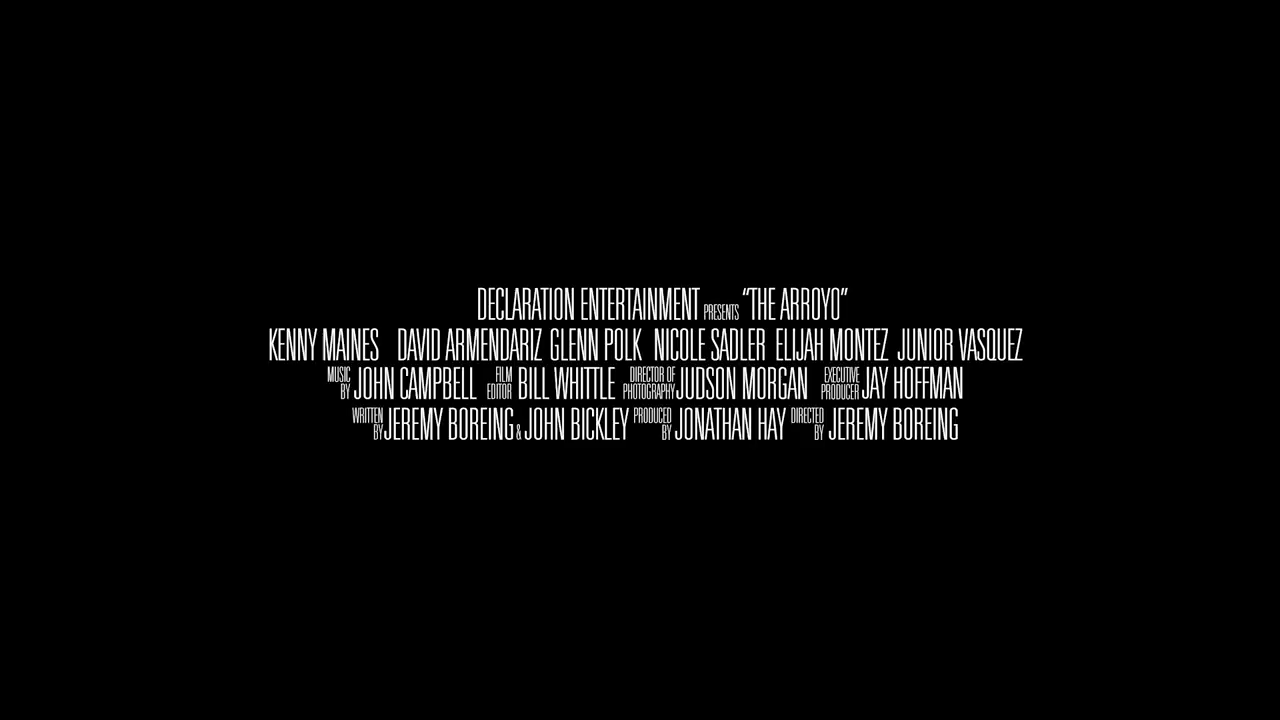 DECLARATION ENTERTAINMENT PRESENTS “THE ARROYO”
KENNY MAINES DAVID ARMENDARIZ GLENN POLK NICOLE SADLER ELIJAH MONTEZ JUNIOR VASQUEZ
MUSIC BY JOHN CAMPBELL FILM EDITOR BILL WHITTLE DIRECTOR OF PHOTOGRAPHY JUDSON MORGAN EXECUTIVE PRODUCER JAY HOFFMAN
WRITTEN BY JEREMY BOREING & JOHN BICKLEY PRODUCED BY JONATHAN HAY DIRECTED BY JEREMY BOREING